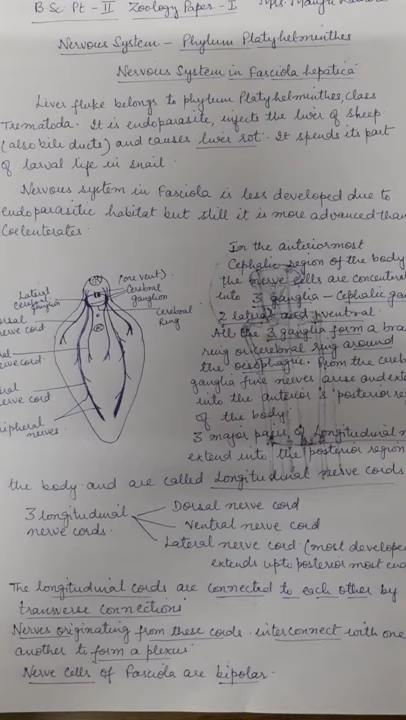 B Sc Pt - II Zoology Paper - I Mrs.
Nervous System - Phylum Platyhelminthes
Nervous System in Fasciola hepatica
Liver fluke belongs to phylum Platyhelminthes, Class
Trematoda. It is endoparasite, infects the liver of sheep
(also bile ducts) and causes liver rot. It spends its part
of larval life in snail.
Nervous system in Fasciola is less developed due to
endoparasitic habitat but still it is more advanced than
Coelenterates.
In the anteriormost
Cephalic region of the body
the nerve cells are
into 3 ganglia - Cephalic
2 lateral and 1 ventral.
All the 3 ganglia form a
ring or cerebral ring around
the oesophagus. From the
ganglia fine nerves arise and
into the anterior & posterior
of the body.
3 major pairs of longitudinal
extend into the posterior region
the body and are called Longitudinal nerve cords
(one vent).
Cerebral
ganglion
Cerebral
Ring
Lateral
Cerebral
ganglia
nerve cord
nerve cord
nerve cord
nerves
3 longitudinal
nerve cords.
Dorsal nerve cord
Ventral nerve cord
Lateral nerve cord (most
extends upto posterior most
The longitudinal cords are connected to each other by
transverse connections
Nerves originating from these cords interconnect with one
another to form a plexus.
Nerve Cells of Fasciola are bipolar.